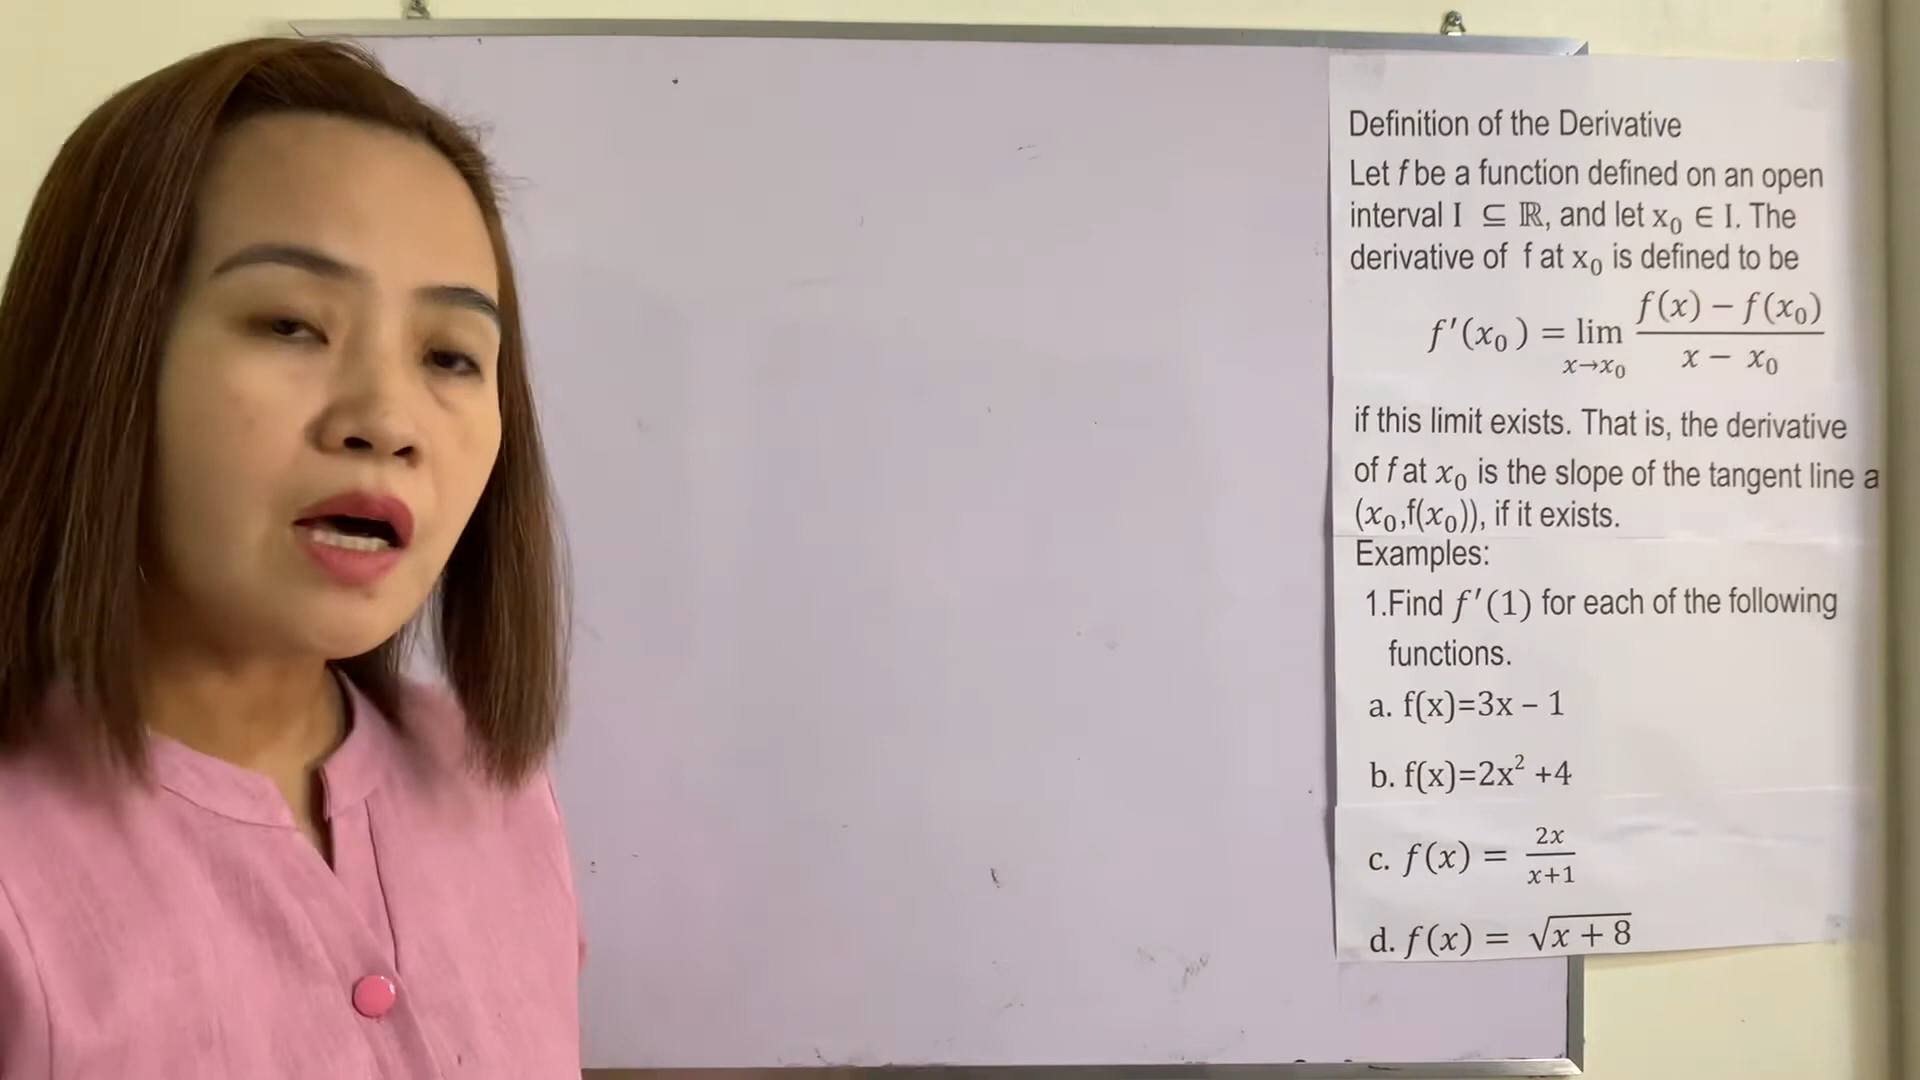 Definition of the Derivative
Let f be a function defined on an open
interval I ⊆ ℝ, and let x₀ ∈ I. The
derivative of f at x₀ is defined to be
f′(x₀) = lim x→x₀ (f(x) − f(x₀))/(x − x₀)
if this limit exists. That is, the derivative
of f at x₀ is the slope of the tangent line a
(x₀,f(x₀)), if it exists.
Examples:
1.Find f′(1) for each of the following
functions.
a. f(x)=3x – 1
b. f(x)=2x² +4
c. f(x) = 2x/(x+1)
d. f(x) = √(x + 8)